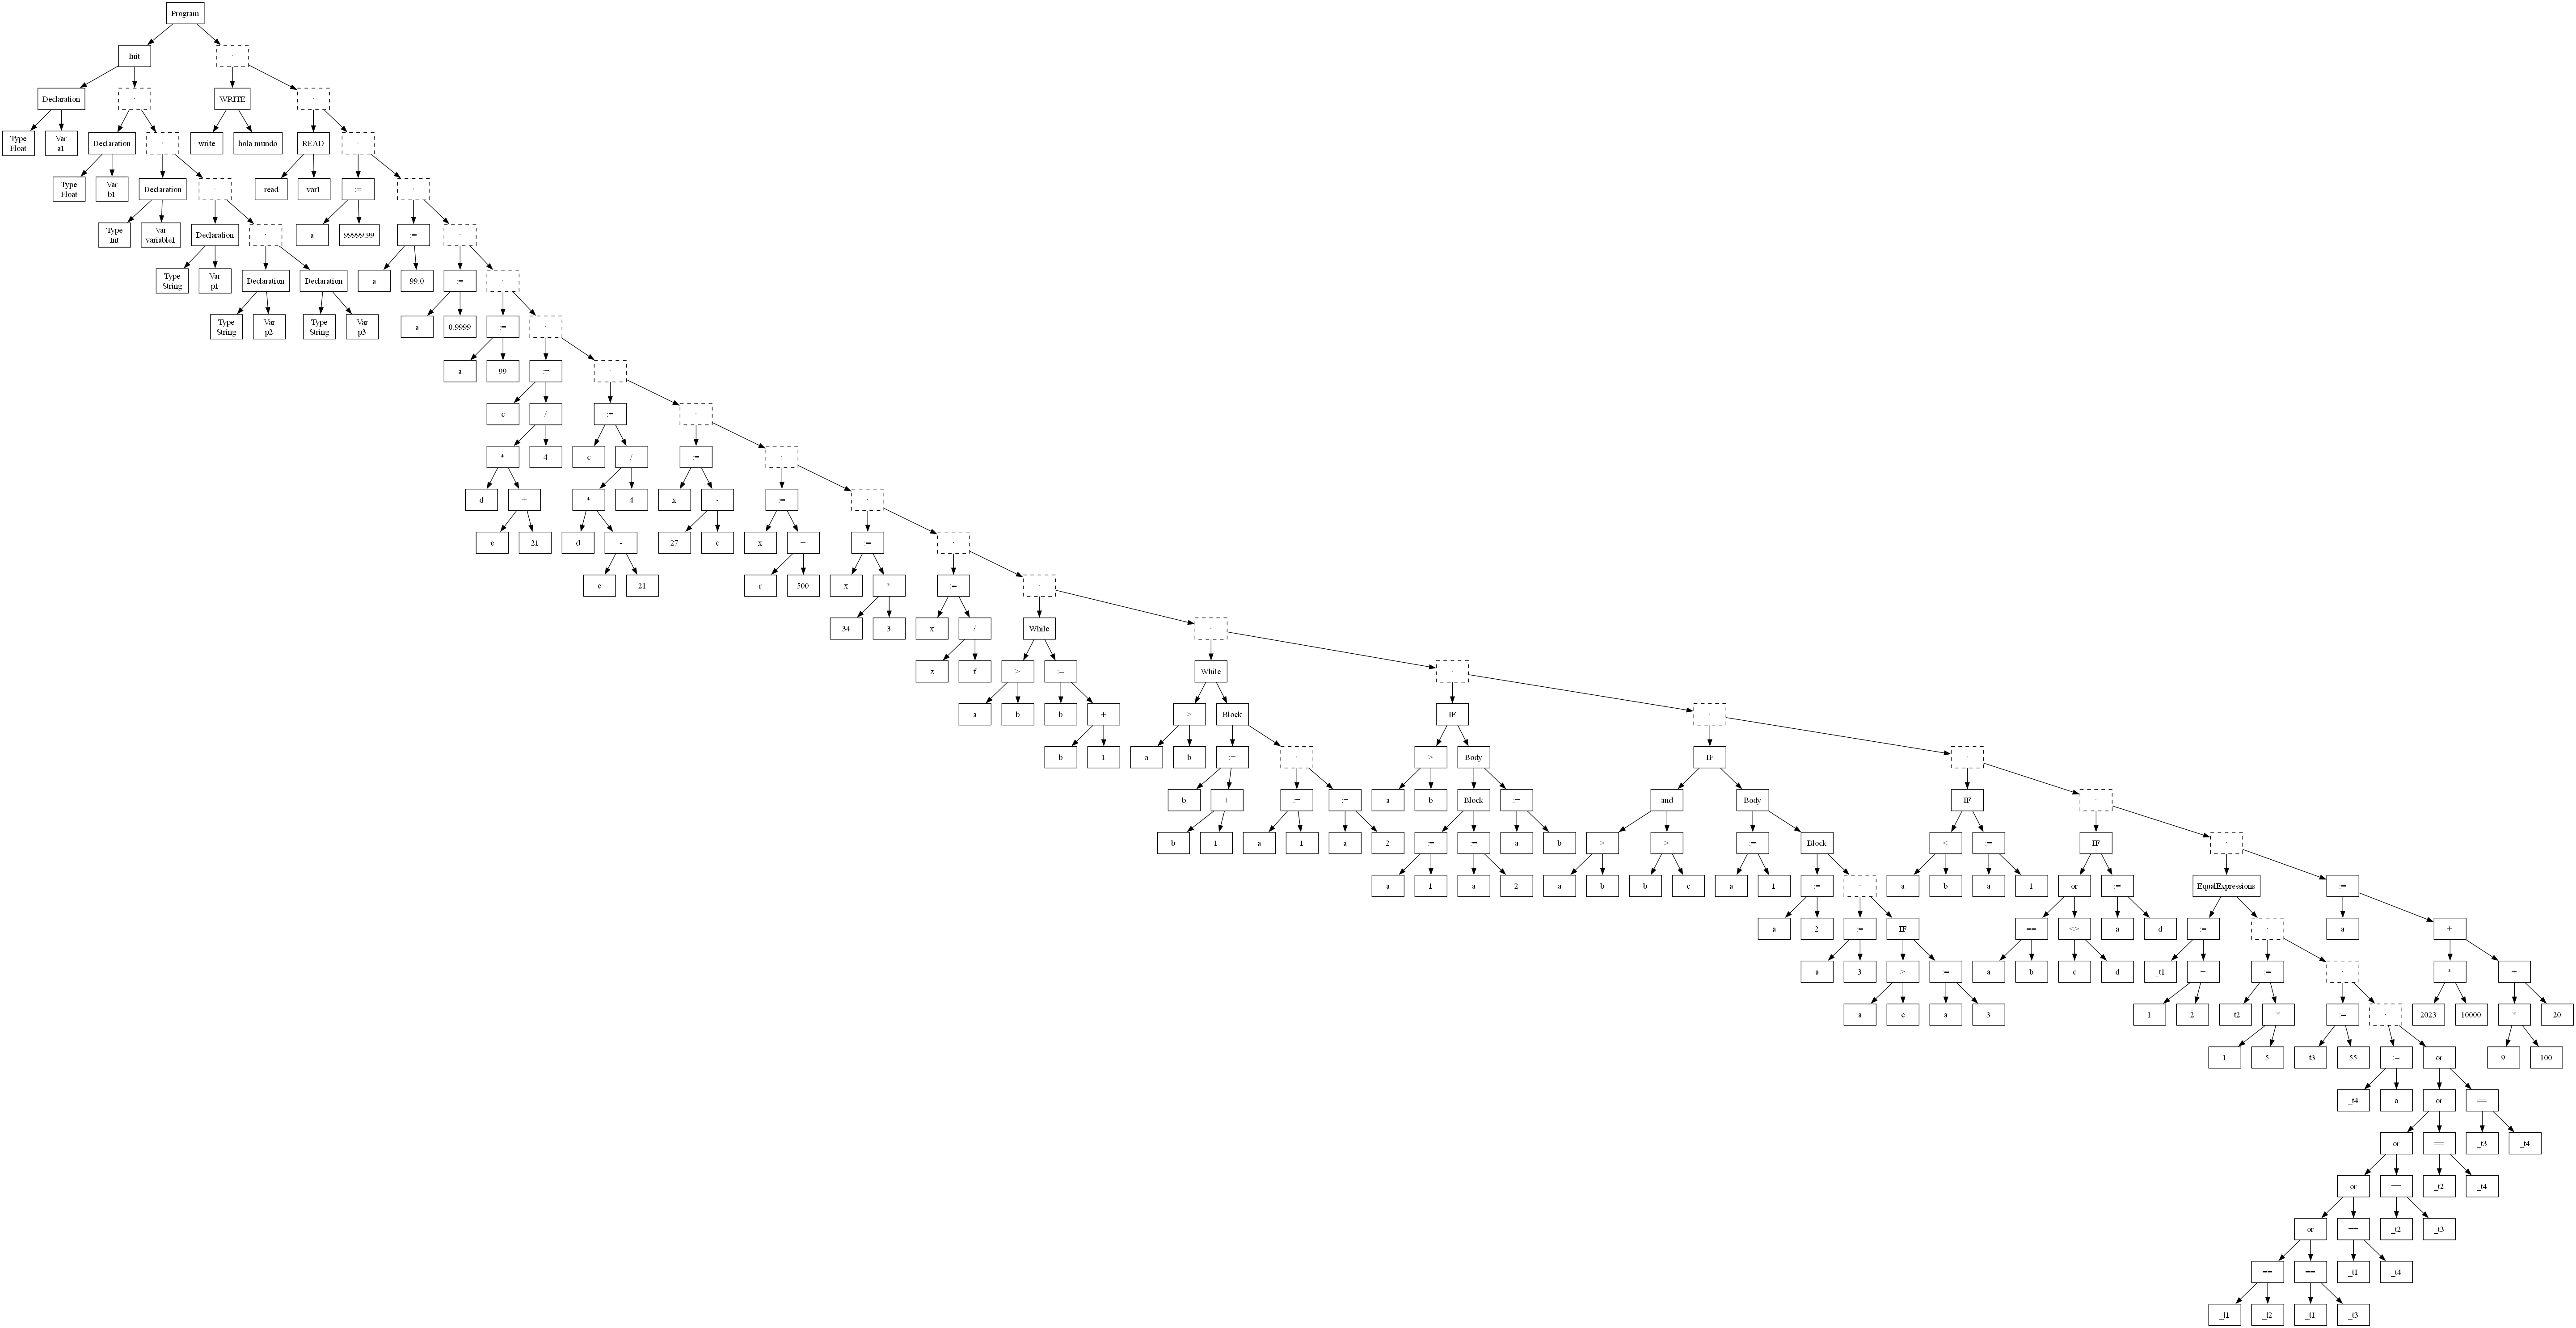 Program
Init
Declaration WRITE
Type Var Declaration write hola mundo READ
Float a1
Type Var Declaration read var1 :=
Float b1
Type Var Declaration a 99999.99 :=
Int variable1
Type Var Declaration Declaration a 99.0 :=
String p1
Type Var Type Var a 0.9999 :=
String p2 String p3
a 99 :=
c / :=
* 4 c / :=
d + * 4 x - :=
e 21 d - 27 c x + :=
e 21 r 500 x * :=
34 3 x / While
z f > := While
a b b + > Block IF
b 1 a b := > Body IF
b + := := a b Block := and Body IF
b 1 a 1 a 2 := := a b > > := Block < := IF
a 1 a 2 a b b c a 1 := a b a 1 or := EqualExpressions :=
a 2 := IF == <> a d := a +
a 3 > := a b c d _t1 + := * +
a c a 3 1 2 _t2 * := 2023 10000 * 20
1 5 _t3 55 := or 9 100
_t4 a or ==
or == _t3 _t4
or == _t2 _t4
or == _t2 _t3
== == _t1 _t4
_t1 _t2 _t1 _t3